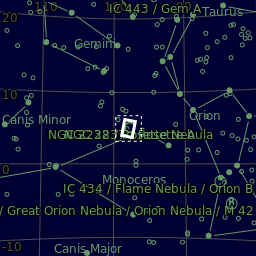 110
IC 443 / Gem A
Taurus
20
Gemini
10
Orion
Canis Minor
Nebula
0
Monoceros
IC 434 / Flame Nebula / Orion B
/ Great Orion Nebula / Orion / M 42
-10
Canis Major